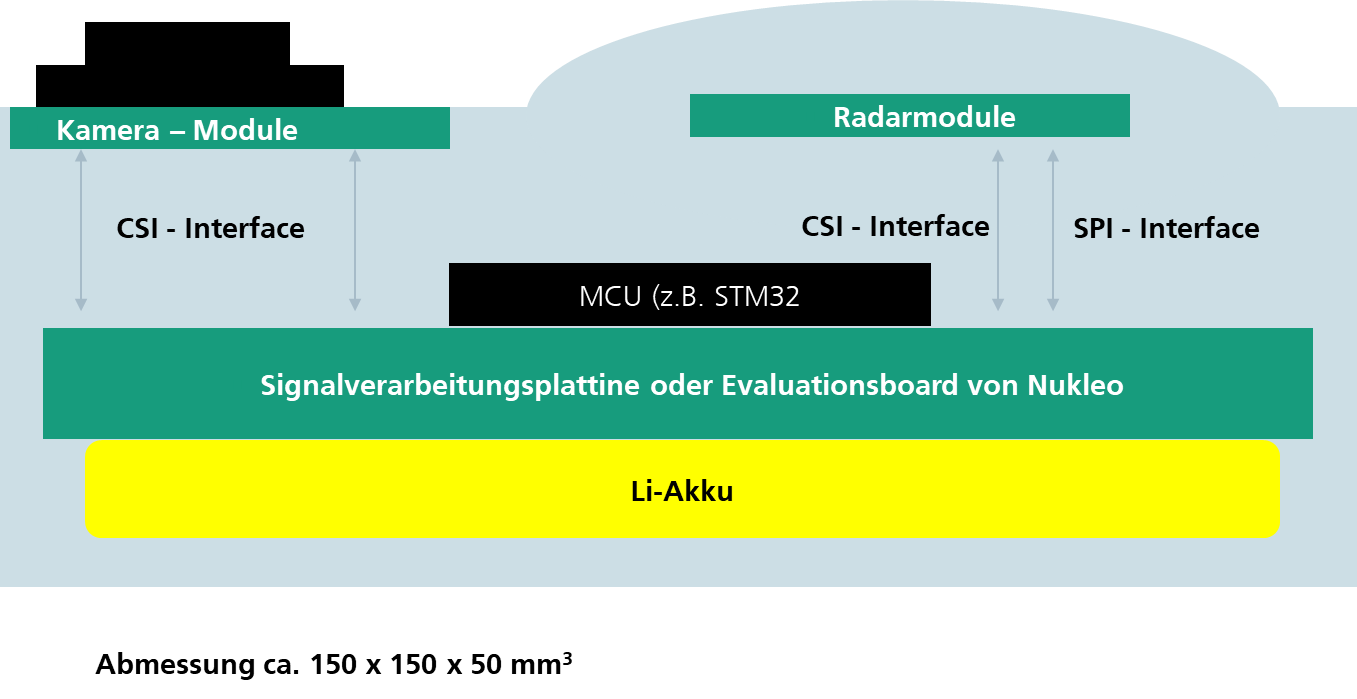 Kamera – Module
Radarmodule
CSI - Interface
CSI - Interface
SPI - Interface
MCU (z.B. STM32
Signalverarbeitungsplattine oder Evaluationsboard von Nukleo
Li-Akku
Abmessung ca. 150 x 150 x 50 mm³